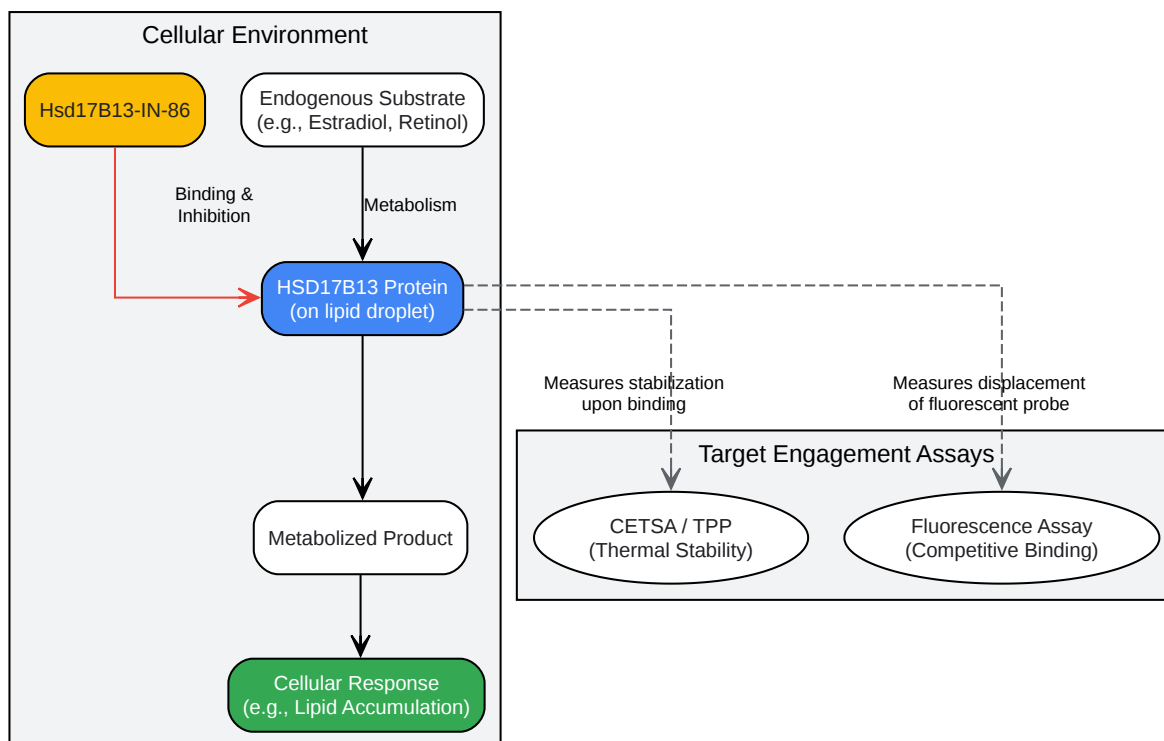 Cellular Environment
Hsd17B13-IN-86
Endogenous Substrate
(e.g., Estradiol, Retinol)
Binding &
Inhibition
Metabolism
HSD17B13 Protein
(on lipid droplet)
Measures stabilization
upon binding
Measures displacement
of fluorescent probe
Target Engagement Assays
CETSA / TPP
(Thermal Stability)
Fluorescence Assay
(Competitive Binding)
Metabolized Product
Cellular Response
(e.g., Lipid Accumulation)